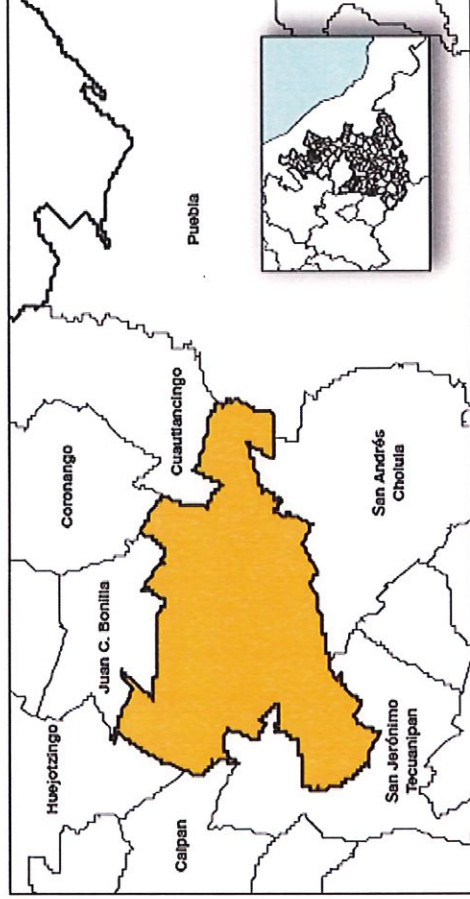 Huejotzingo
Coronango
Juan C. Bonilla
Cuautlancingo
Puebla
Calpan
San Jerónimo
Tecuanipan
San Andrés
Cholula